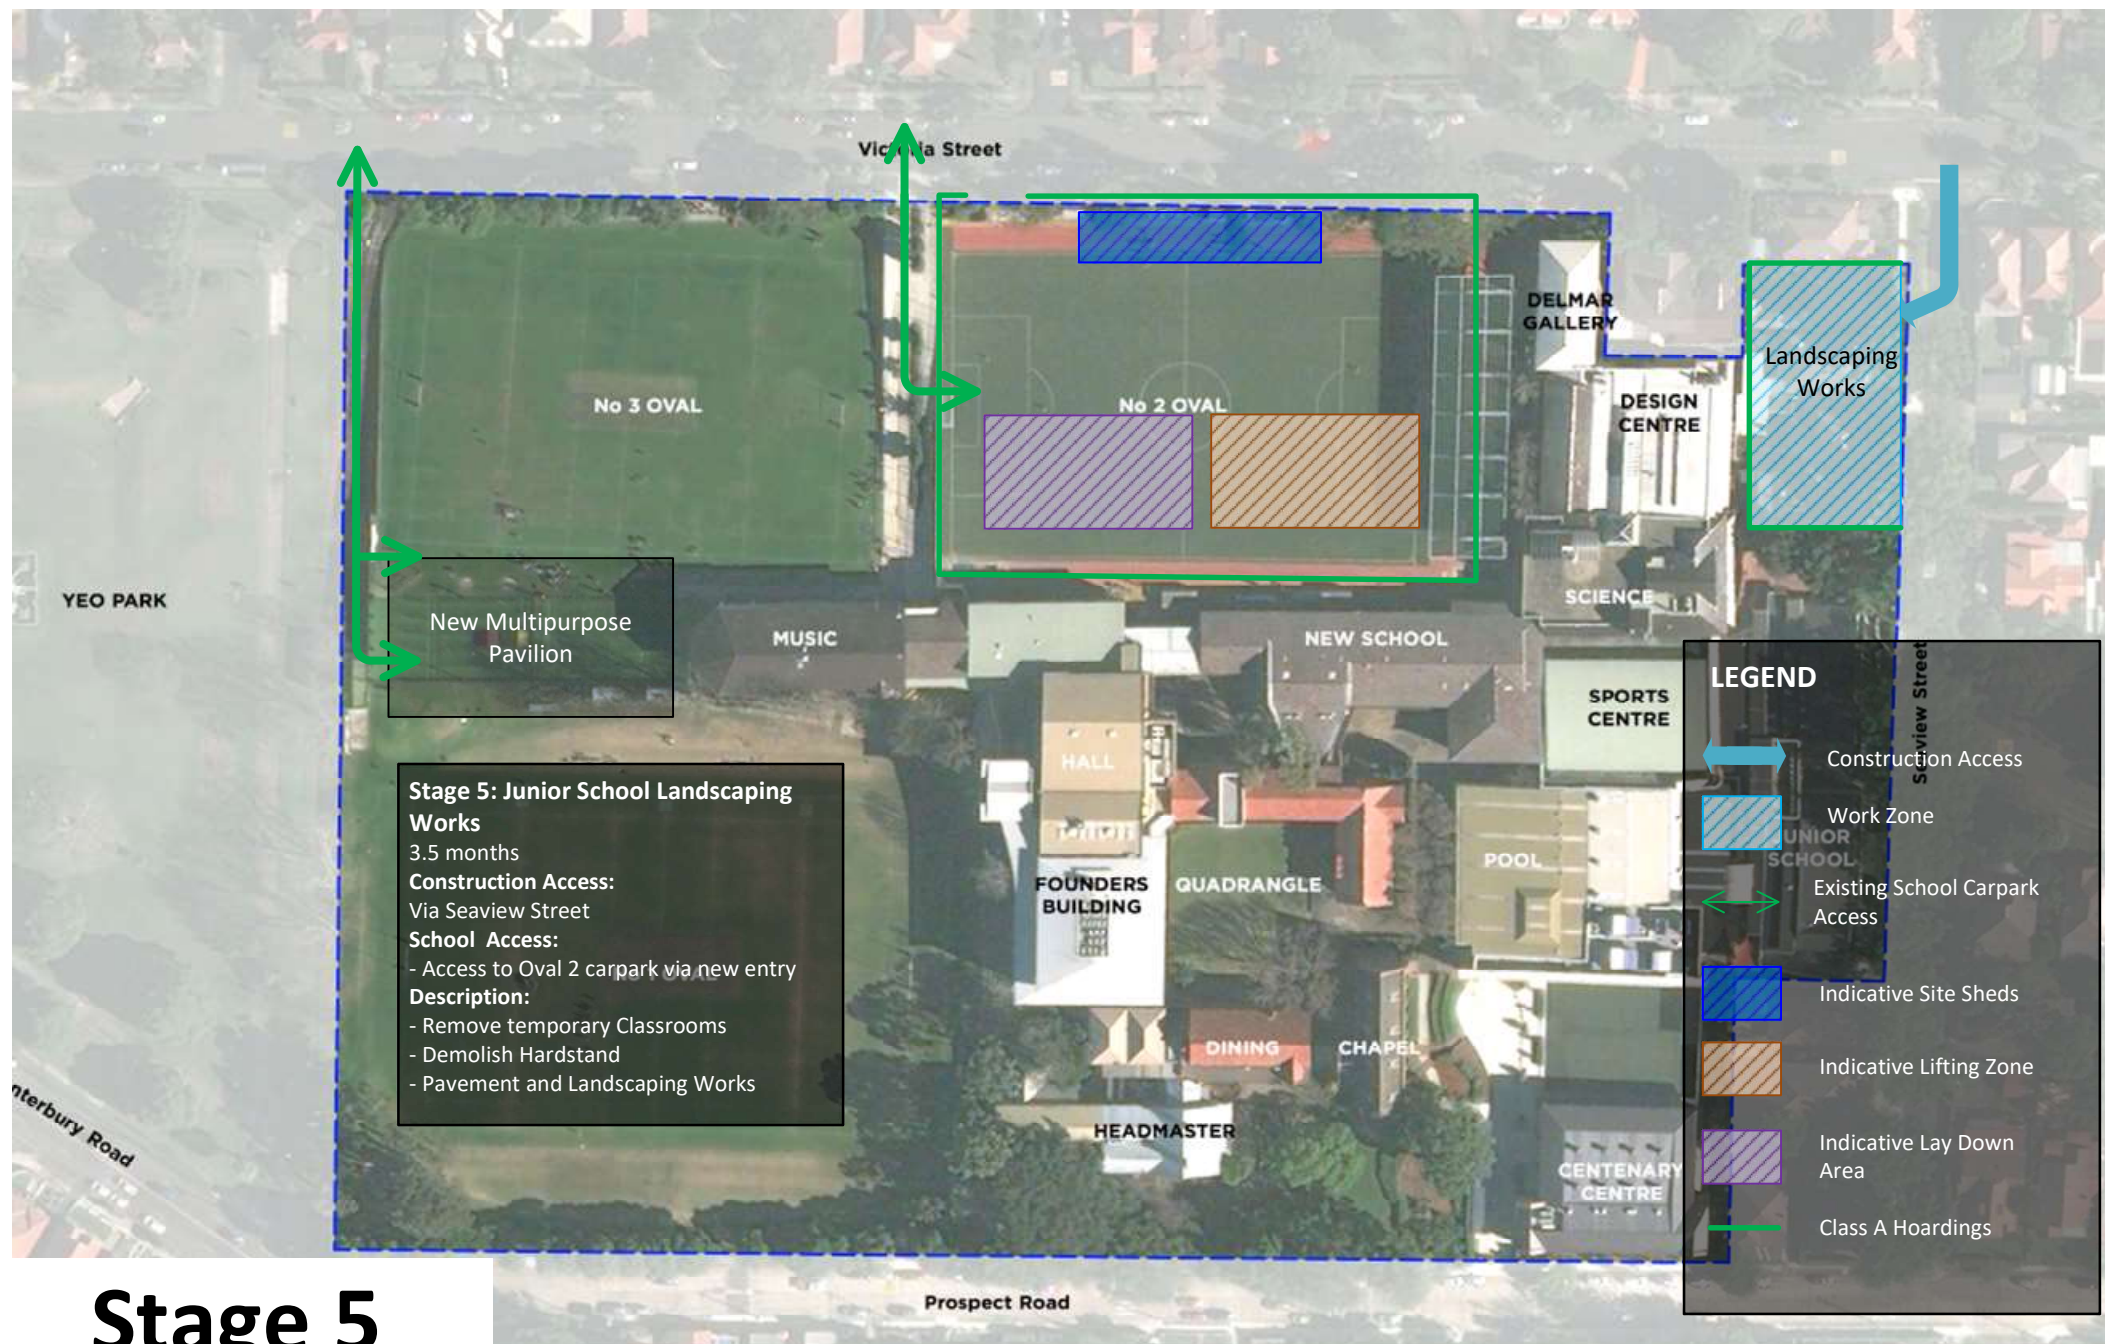 Victoria Street
DELMAR
GALLERY
Landscaping
Works
No 3 OVAL
No 2 OVAL
DESIGN
CENTRE
YEO PARK
New Multipurpose
Pavilion
MUSIC
NEW SCHOOL
SCIENCE
SPORTS
CENTRE
HALL
FOUNDERS
BUILDING
QUADRANGLE
POOL
DINING
CHAPEL
HEADMASTER
CENTENARY
CENTRE
Seaview Street
Stage 5: Junior School Landscaping
Works
3.5 months
Construction Access:
Via Seaview Street
School  Access:
- Access to Oval 2 carpark via new entry
Description:
- Remove temporary Classrooms
- Demolish Hardstand
- Pavement and Landscaping Works
No 1 OVAL
LEGEND
Construction Access
Work Zone
UNIOR
SCHOOL
Existing School Carpark
Access
Indicative Site Sheds
Indicative Lifting Zone
Indicative Lay Down
Area
Class A Hoardings
nterbury Road
Prospect Road
Stage 5